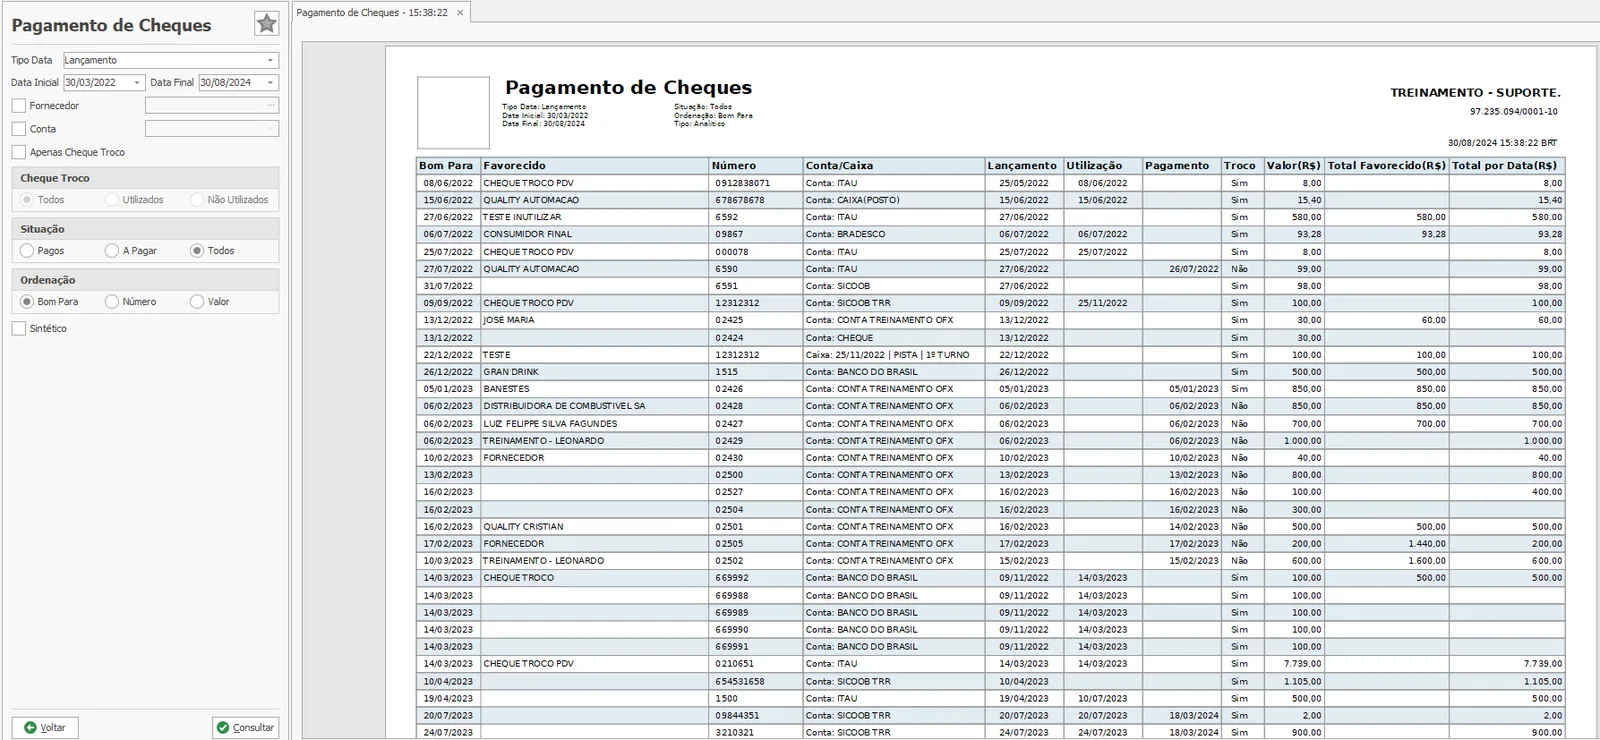 Pagamento de Cheques
Tipo Data Lançamento
Data Inicial 30/03/2022 Data Final 30/08/2024
Fornecedor ...
Conta
Apenas Cheque Troco
Cheque Troco
Todos Utilizados Não Utilizados
Situação
Pagos A Pagar Todos
Ordenação
Bom Para Número Valor
Sintético
Voltar Consultar
Pagamento de Cheques - 15:38:22 ×
Pagamento de Cheques
Tipo Data: Lançamento Situação: Todos
Data Inicial: 30/03/2022 Ordenação: Bom Para
Data Final: 30/08/2024 Tipo: Analítico
TREINAMENTO - SUPORTE.
97.235.094/0001-10
30/08/2024 15:38:22 BRT
Bom Para Favorecido Número Conta/Caixa Lançamento Utilização Pagamento Troco Valor(R$) Total Favorecido(R$) Total por Data(R$)
08/06/2022 CHEQUE TROCO PDV 0912838071 Conta: ITAU 25/05/2022 08/06/2022 Sim 8,00 8,00
15/06/2022 QUALITY AUTOMACAO 678678678 Conta: CAIXA(POSTO) 15/06/2022 15/06/2022 Sim 15,40 15,40
27/06/2022 TESTE INUTILIZAR 6592 Conta: ITAU 27/06/2022 Sim 580,00 580,00 580,00
06/07/2022 CONSUMIDOR FINAL 09867 Conta: BRADESCO 06/07/2022 06/07/2022 Sim 93,28 93,28 93,28
25/07/2022 CHEQUE TROCO PDV 000078 Conta: ITAU 25/07/2022 25/07/2022 Sim 8,00 8,00
27/07/2022 QUALITY AUTOMACAO 6590 Conta: ITAU 27/06/2022 26/07/2022 Não 99,00 99,00
31/07/2022 6591 Conta: SICOOB 27/06/2022 Sim 98,00 98,00
09/09/2022 CHEQUE TROCO PDV 12312312 Conta: SICOOB TRR 09/09/2022 25/11/2022 Sim 100,00 100,00
13/12/2022 JOSÉ MARIA 02425 Conta: CONTA TREINAMENTO OFX 13/12/2022 Sim 30,00 60,00 60,00
13/12/2022 02424 Conta: CHEQUE 13/12/2022 Sim 30,00
22/12/2022 TESTE 12312312 Caixa: 25/11/2022 | PISTA | 1º TURNO 22/12/2022 Sim 100,00 100,00 100,00
26/12/2022 GRAN DRINK 1515 Conta: BANCO DO BRASIL 26/12/2022 Sim 500,00 500,00 500,00
05/01/2023 BANESTES 02426 Conta: CONTA TREINAMENTO OFX 05/01/2023 05/01/2023 Sim 850,00 850,00 850,00
06/02/2023 DISTRIBUIDORA DE COMBUSTIVEL SA 02428 Conta: CONTA TREINAMENTO OFX 06/02/2023 06/02/2023 Não 850,00 850,00 850,00
06/02/2023 LUIZ FELIPPE SILVA FAGUNDES 02427 Conta: CONTA TREINAMENTO OFX 06/02/2023 06/02/2023 Não 700,00 700,00 700,00
06/02/2023 TREINAMENTO - LEONARDO 02429 Conta: CONTA TREINAMENTO OFX 06/02/2023 06/02/2023 Não 1.000,00 1.000,00
10/02/2023 FORNECEDOR 02430 Conta: CONTA TREINAMENTO OFX 10/02/2023 10/02/2023 Não 40,00 40,00
13/02/2023 02500 Conta: CONTA TREINAMENTO OFX 13/02/2023 13/02/2023 Não 800,00 800,00
16/02/2023 02527 Conta: CONTA TREINAMENTO OFX 16/02/2023 16/02/2023 Não 100,00 400,00
16/02/2023 02504 Conta: CONTA TREINAMENTO OFX 16/02/2023 16/02/2023 Não 300,00
16/02/2023 QUALITY CRISTIAN 02501 Conta: CONTA TREINAMENTO OFX 16/02/2023 14/02/2023 Não 500,00 500,00 500,00
17/02/2023 FORNECEDOR 02505 Conta: CONTA TREINAMENTO OFX 17/02/2023 17/02/2023 Não 200,00 1.440,00 200,00
10/03/2023 TREINAMENTO - LEONARDO 02502 Conta: CONTA TREINAMENTO OFX 15/02/2023 15/02/2023 Não 600,00 1.600,00 600,00
14/03/2023 CHEQUE TROCO 669992 Conta: BANCO DO BRASIL 09/11/2022 14/03/2023 Sim 100,00 500,00 500,00
14/03/2023 669988 Conta: BANCO DO BRASIL 09/11/2022 14/03/2023 Sim 100,00
14/03/2023 669989 Conta: BANCO DO BRASIL 09/11/2022 14/03/2023 Sim 100,00
14/03/2023 669990 Conta: BANCO DO BRASIL 09/11/2022 14/03/2023 Sim 100,00
14/03/2023 669991 Conta: BANCO DO BRASIL 09/11/2022 14/03/2023 Sim 100,00
14/03/2023 CHEQUE TROCO PDV 0210651 Conta: ITAU 14/03/2023 14/03/2023 Sim 7.739,00 7.739,00
10/04/2023 654531658 Conta: SICOOB TRR 10/04/2023 Sim 1.105,00 1.105,00
19/04/2023 1500 Conta: ITAU 19/04/2023 10/07/2023 Sim 500,00 500,00
20/07/2023 09844351 Conta: SICOOB TRR 20/07/2023 20/07/2023 18/03/2024 Sim 2,00 2,00
24/07/2023 3210321 Conta: SICOOB TRR 24/07/2023 24/07/2023 18/03/2024 Sim 900,00 900,00